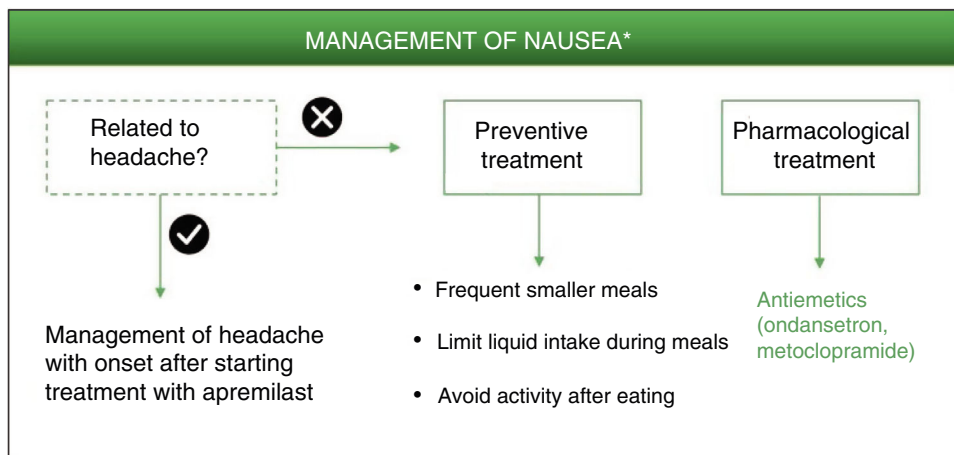 MANAGEMENT OF NAUSEA*
Related to
headache?
Preventive
treatment
Pharmacological
treatment
Management of headache
with onset after starting
treatment with apremilast
• Frequent smaller meals
• Limit liquid intake during meals
• Avoid activity after eating
Antiemetics
(ondansetron,
metoclopramide)